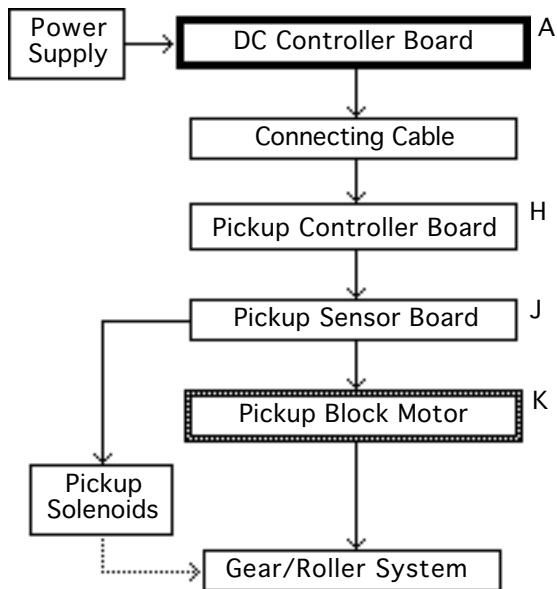 Power
Supply
DC Controller Board
A
Connecting Cable
Pickup Controller Board
H
Pickup Sensor Board
J
Pickup Block Motor
K
Pickup
Solenoids
Gear/Roller System